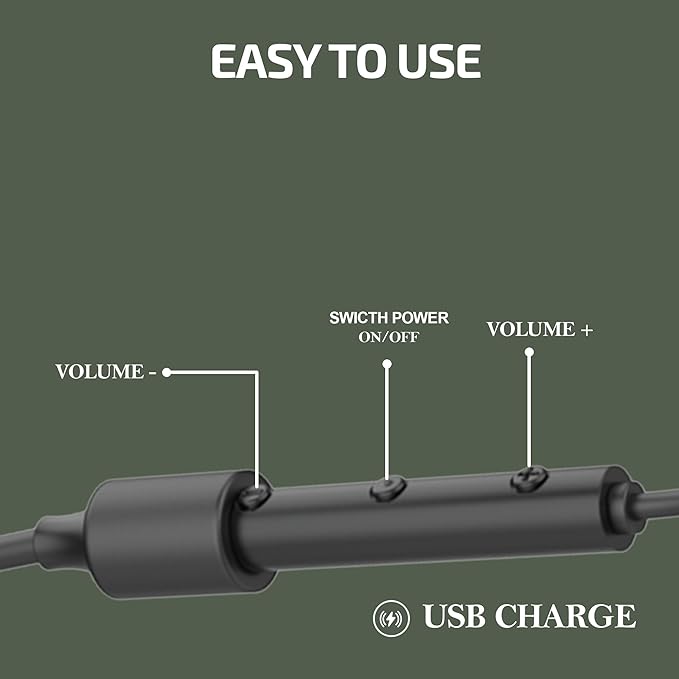 EASY TO USE
SWICTH POWER
ON/OFF
VOLUME +
VOLUME -
USB CHARGE